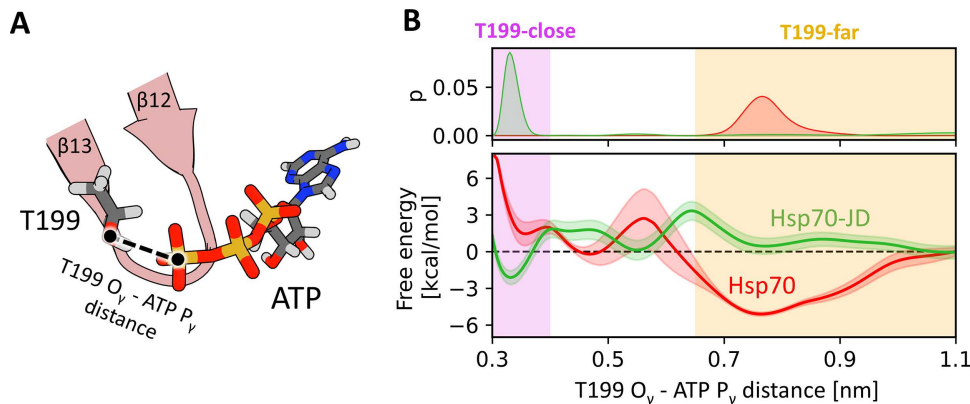 A
β12
β13
T199
T199 Oγ - ATP Pγ
distance
ATP
B
T199-close
T199-far
p
0.05
0.00
Free energy
[kcal/mol]
3
0
-3
-6
Hsp70-JD
Hsp70
0.3
0.5
0.7
0.9
1.1
T199 Oγ - ATP Pγ distance [nm]